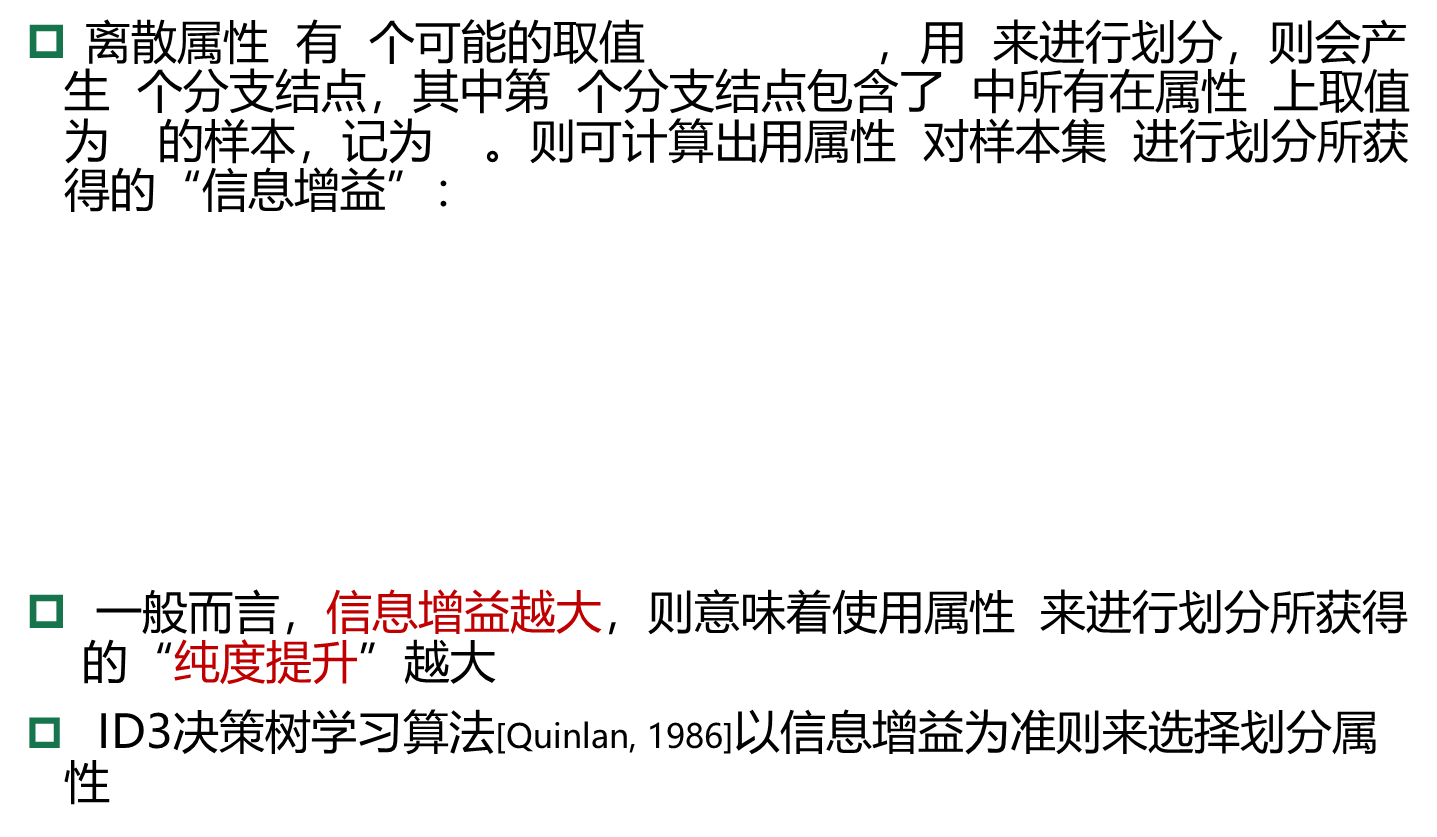 离散属性 有 个可能的取值 ，用 来进行划分，则会产
生 个分支结点，其中第 个分支结点包含了 中所有在属性 上取值
为 的样本，记为 。则可计算出用属性 对样本集 进行划分所获
得的“信息增益”：
一般而言，信息增益越大，则意味着使用属性 来进行划分所获得
的“纯度提升”越大
ID3决策树学习算法[Quinlan, 1986]以信息增益为准则来选择划分属
性